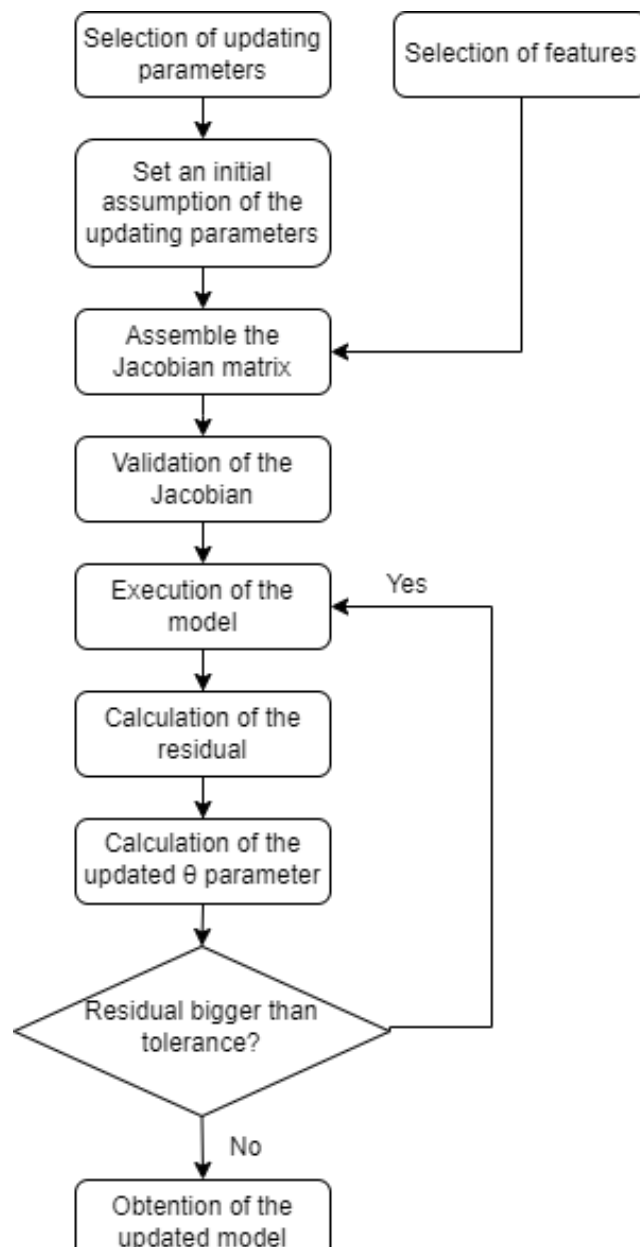 Selection of updating
parameters
Selection of features
Set an initial
assumption of the
updating parameters
Assemble the
Jacobian matrix
Validation of the
Jacobian
Execution of the
model
Yes
Calculation of the
residual
Calculation of the
updated θ parameter
Residual bigger than
tolerance?
No
Obtention of the
updated model